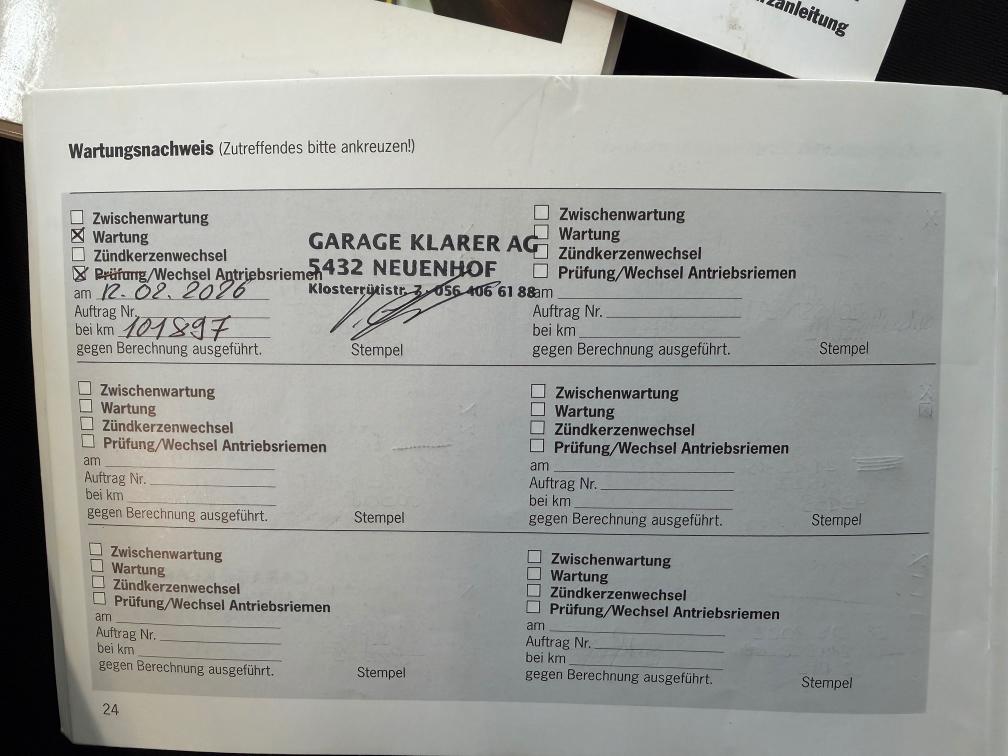 zanleitung
Wartungsnachweis (Zutreffendes bitte ankreuzen!)
Zwischenwartung
Wartung
Zündkerzenwechsel
Prüfung/Wechsel Antriebsriemen
am 12.02.2026
Auftrag Nr.
bei km 101897
gegen Berechnung ausgeführt.
GARAGE KLARER AG
5432 NEUENHOF
Klosterrütistr. 7 · 056 406 61 88
Stempel
Zwischenwartung
Wartung
Zündkerzenwechsel
Prüfung/Wechsel Antriebsriemen
am
Auftrag Nr.
bei km
gegen Berechnung ausgeführt.
Stempel
Zwischenwartung
Wartung
Zündkerzenwechsel
Prüfung/Wechsel Antriebsriemen
am
Auftrag Nr.
bei km
gegen Berechnung ausgeführt.
Stempel
Zwischenwartung
Wartung
Zündkerzenwechsel
Prüfung/Wechsel Antriebsriemen
am
Auftrag Nr.
bei km
gegen Berechnung ausgeführt.
Stempel
Zwischenwartung
Wartung
Zündkerzenwechsel
Prüfung/Wechsel Antriebsriemen
am
Auftrag Nr.
bei km
gegen Berechnung ausgeführt.
Stempel
Zwischenwartung
Wartung
Zündkerzenwechsel
Prüfung/Wechsel Antriebsriemen
am
Auftrag Nr.
bei km
gegen Berechnung ausgeführt.
Stempel
24